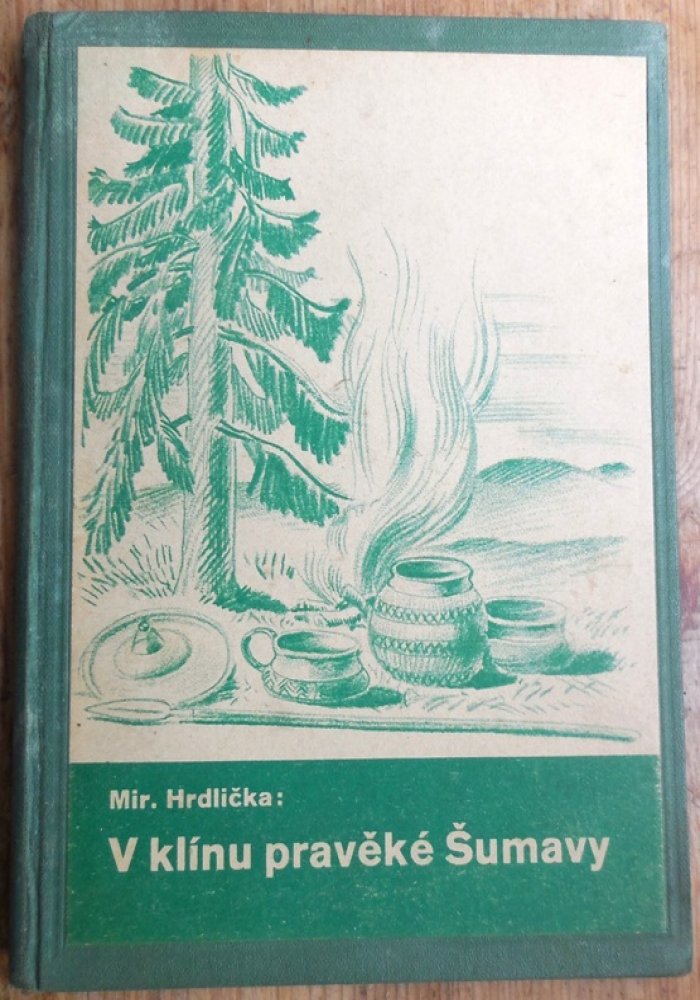 Mir. Hrdlička:
V klínu pravěké Šumavy